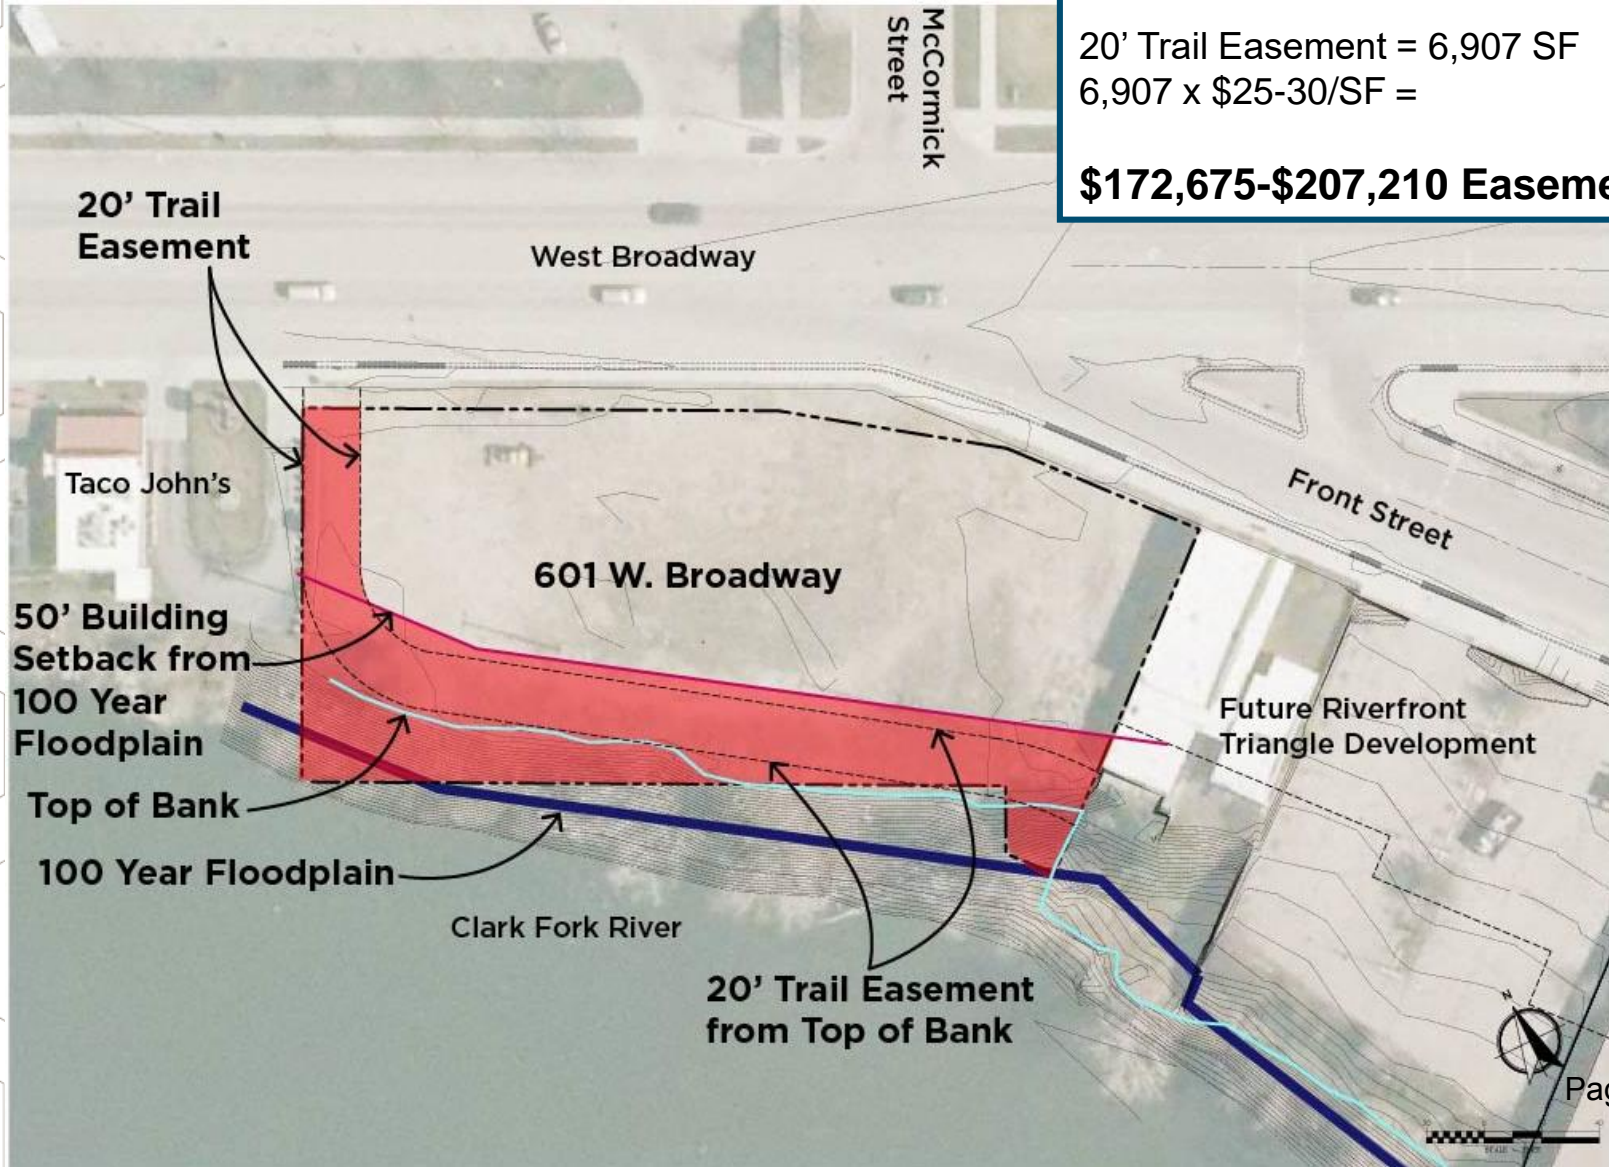 McCormick
Street
20’ Trail Easement = 6,907 SF
6,907 x $25-30/SF =
$172,675-$207,210
20’ Trail
Easement
West Broadway
Taco John’s
Front Street
601 W. Broadway
50’ Building
Setback from
100 Year
Floodplain
Future Riverfront
Triangle Development
Top of Bank
100 Year Floodplain
Clark Fork River
20’ Trail Easement
from Top of Bank
N